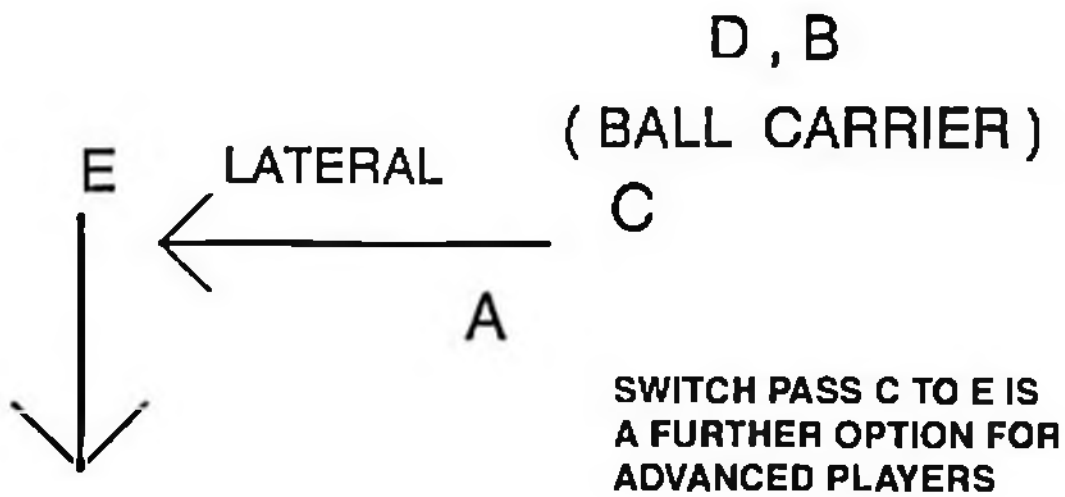 D , B
( BALL CARRIER )
E
LATERAL
C
A
SWITCH PASS C TO E IS
A FURTHER OPTION FOR
ADVANCED PLAYERS